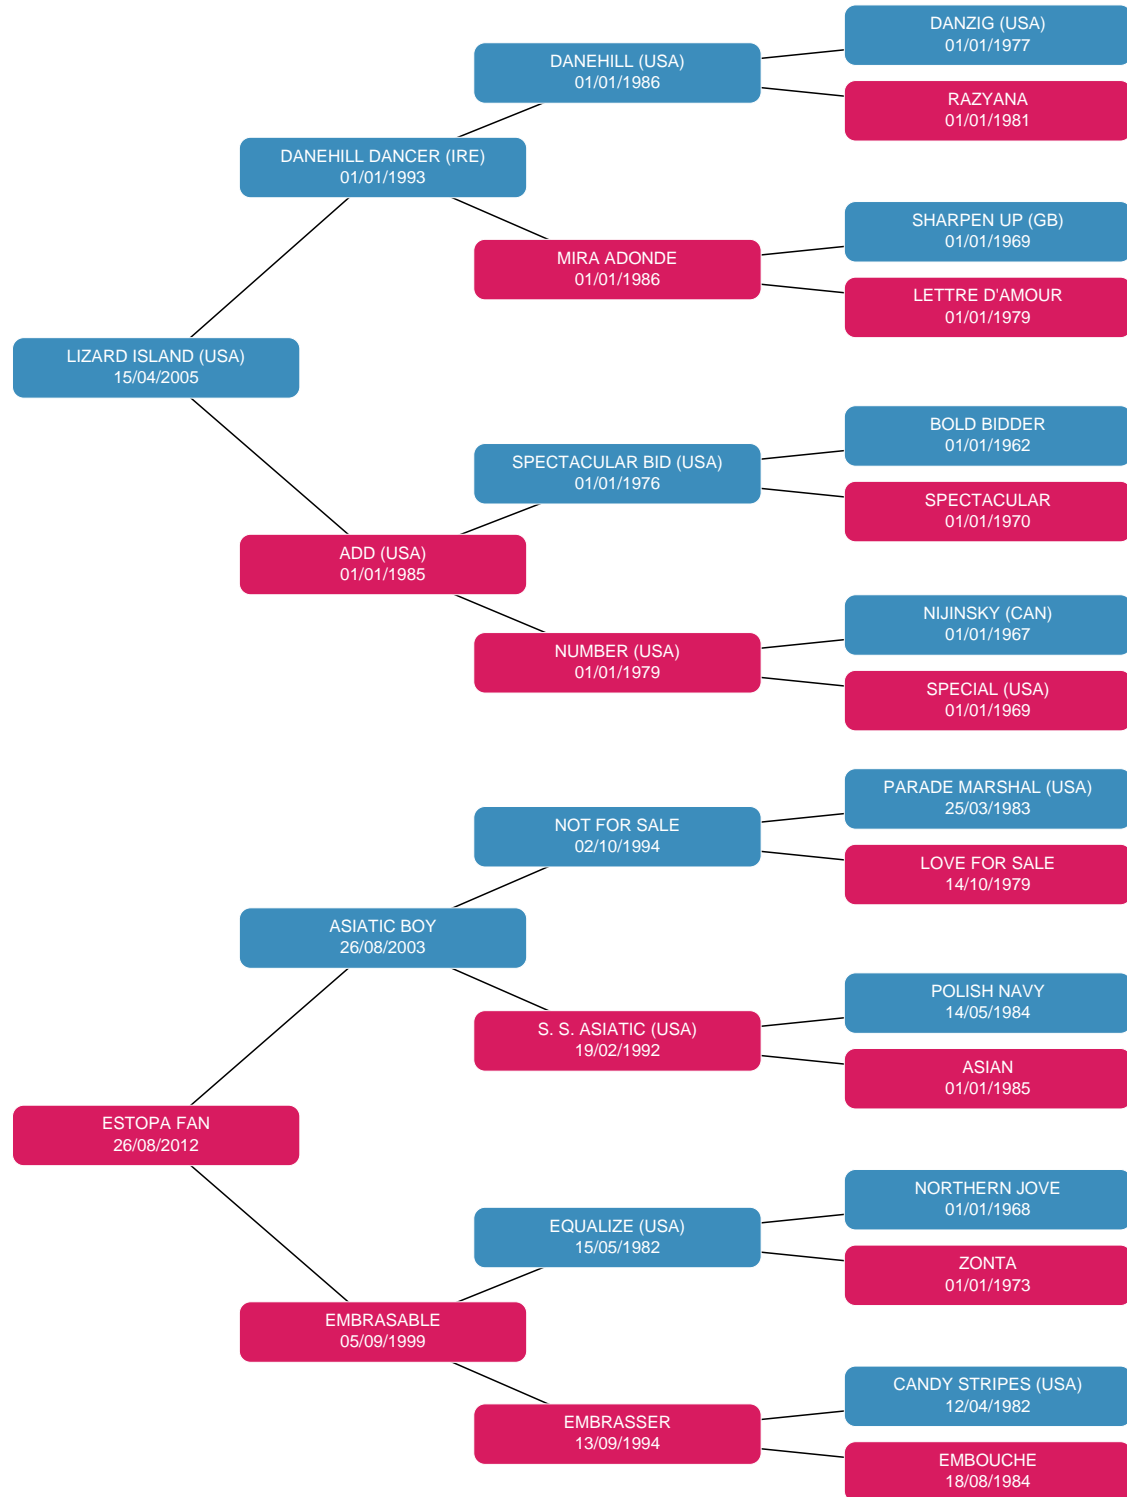 DANZIG (USA)
01/01/1977
DANEHILL (USA)
01/01/1986
RAZYANA
01/01/1981
DANEHILL DANCER (IRE)
01/01/1993
SHARPEN UP (GB)
01/01/1969
MIRA ADONDE
01/01/1986
LETTRE D'AMOUR
01/01/1979
LIZARD ISLAND (USA)
15/04/2005
BOLD BIDDER
01/01/1962
SPECTACULAR BID (USA)
01/01/1976
SPECTACULAR
01/01/1970
ADD (USA)
01/01/1985
NIJINSKY (CAN)
01/01/1967
NUMBER (USA)
01/01/1979
SPECIAL (USA)
01/01/1969
PARADE MARSHAL (USA)
25/03/1983
NOT FOR SALE
02/10/1994
LOVE FOR SALE
14/10/1979
ASIATIC BOY
26/08/2003
POLISH NAVY
14/05/1984
S. S. ASIATIC (USA)
19/02/1992
ASIAN
01/01/1985
ESTOPA FAN
26/08/2012
NORTHERN JOVE
01/01/1968
EQUALIZE (USA)
15/05/1982
ZONTA
01/01/1973
EMBRASABLE
05/09/1999
CANDY STRIPES (USA)
12/04/1982
EMBRASSER
13/09/1994
EMBOUCHE
18/08/1984